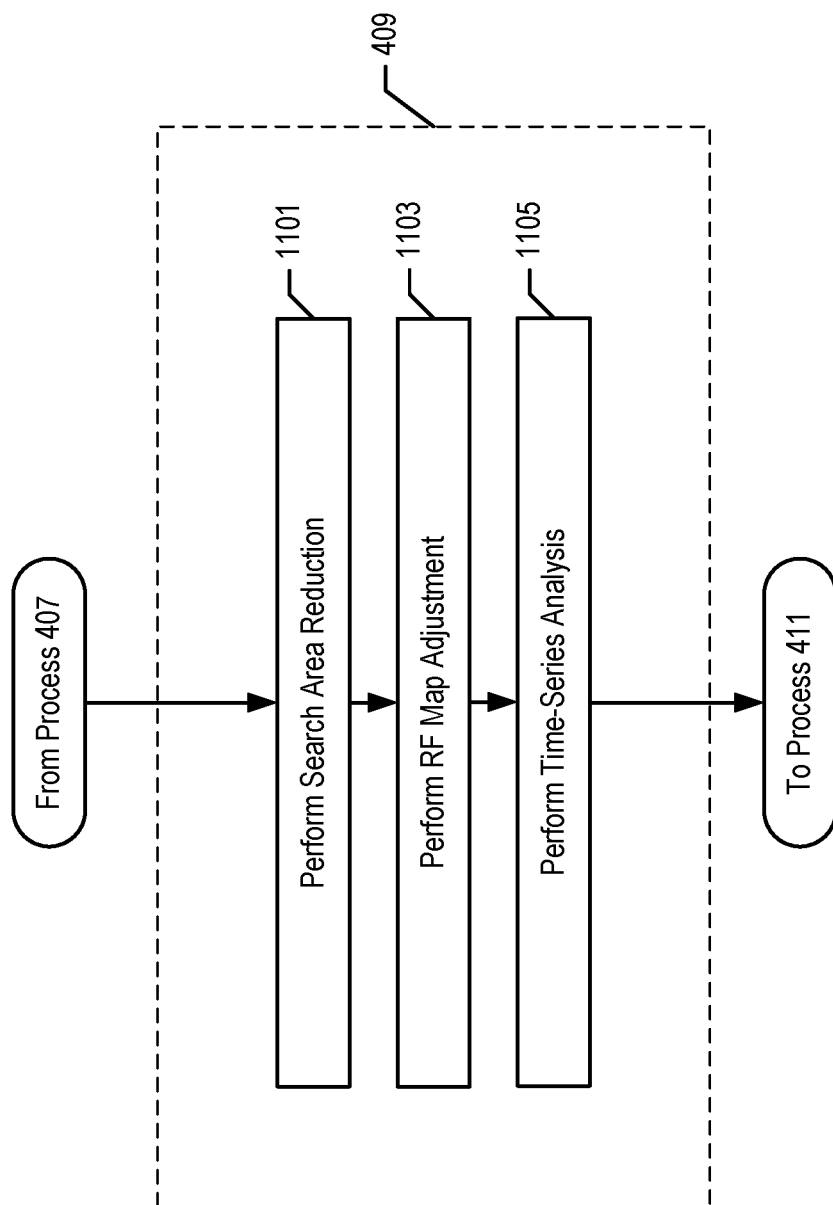 From Process 407
409
Perform Search Area Reduction
1101
Perform RF Map Adjustment
1103
Perform Time-Series Analysis
1105
To Process 411